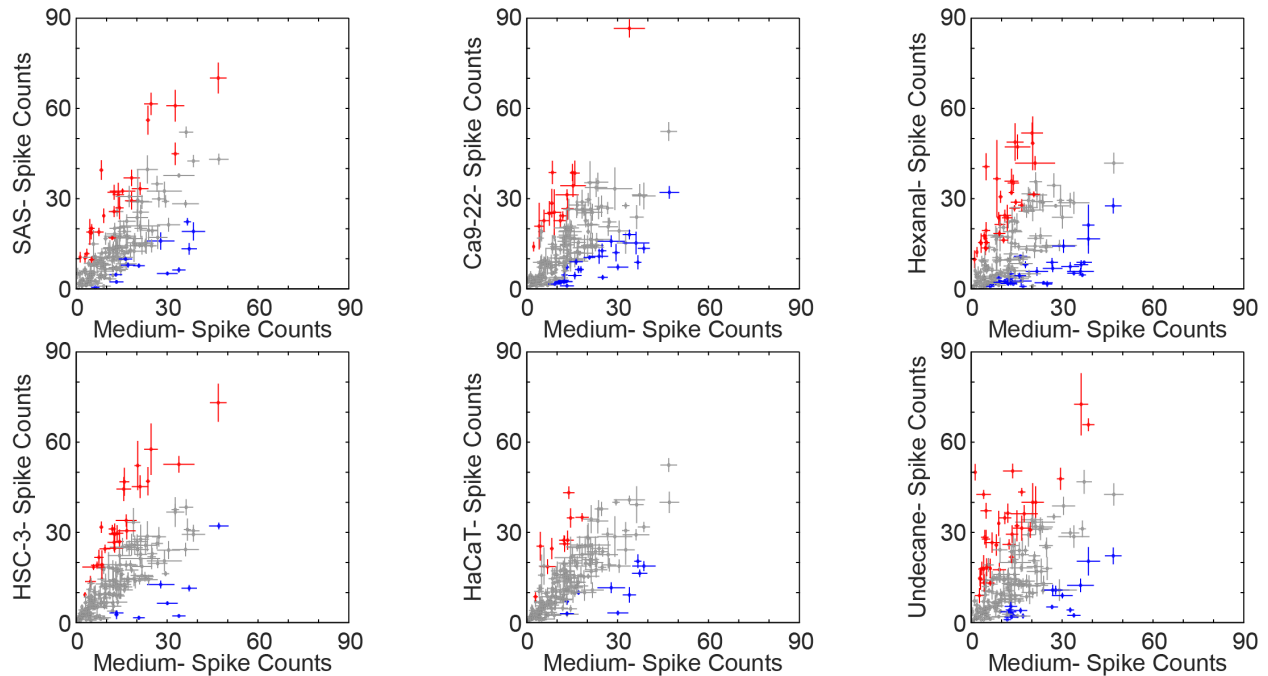 90
60
30
0
SAS- Spike Counts
0 30 60 90
Medium- Spike Counts
90
60
30
0
Ca9-22- Spike Counts
0 30 60 90
Medium- Spike Counts
90
60
30
0
Hexanal- Spike Counts
0 30 60 90
Medium- Spike Counts
90
60
30
0
HSC-3- Spike Counts
0 30 60 90
Medium- Spike Counts
90
60
30
0
HaCaT- Spike Counts
0 30 60 90
Medium- Spike Counts
90
60
30
0
Undecane- Spike Counts
0 30 60 90
Medium- Spike Counts